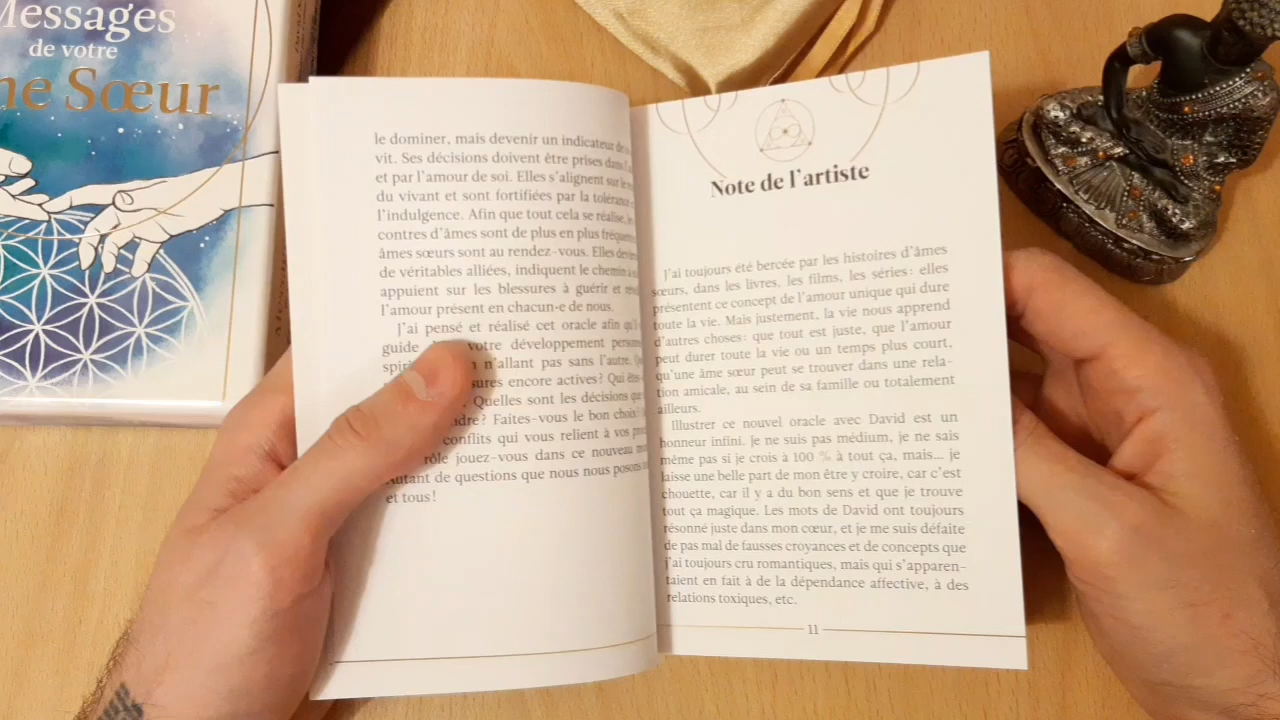 Messages
de votre
Sœur
le dominer, mais devenir un indicateur de
vit. Ses décisions doivent être prises dans
et par l'amour de soi. Elles s'alignent sur le
du vivant et sont fortifiées par la tolérance
l'indulgence. Afin que tout cela se réalise,
contres d'âmes sont de plus en plus
âmes sœurs sont au rendez-vous. Elles
de véritables alliées, indiquent le chemin
appuient sur les blessures à guérir et
l'amour présent en chacun·e de nous.
J'ai pensé et réalisé cet oracle afin
guide votre développement
n'allant pas sans l'autre.
encore actives? Qui
Quelles sont les décisions
Faites-vous le bon choix?
conflits qui vous relient à vos
rôle jouez-vous dans ce nouveau
Autant de questions que nous nous posons
et tous!
Note de l'artiste
J'ai toujours été bercée par les histoires d'âmes
sœurs, dans les livres, les films, les séries: elles
présentent ce concept de l'amour unique qui dure
toute la vie. Mais justement, la vie nous apprend
d'autres choses: que tout est juste, que l'amour
peut durer toute la vie ou un temps plus court,
qu'une âme sœur peut se trouver dans une rela-
tion amicale, au sein de sa famille ou totalement
ailleurs.
Illustrer ce nouvel oracle avec David est un
honneur infini. Je ne suis pas médium, je ne sais
même pas si je crois à 100 % à tout ça, mais... je
laisse une belle part de mon être y croire, car c'est
chouette, car il y a du bon sens et que je trouve
tout ça magique. Les mots de David ont toujours
résonné juste dans mon cœur, et je me suis défaite
de pas mal de fausses croyances et de concepts que
j'ai toujours cru romantiques, mais qui s'apparen-
taient en fait à de la dépendance affective, à des
relations toxiques, etc.
11